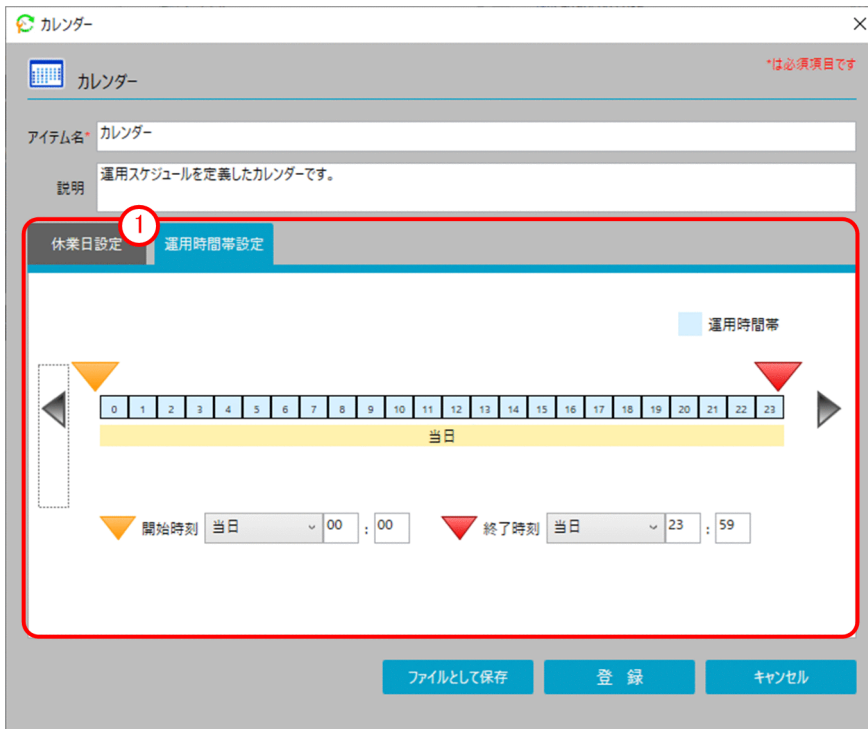 カレンダー
カレンダー
*は必須項目です
アイテム名* カレンダー
説明 運用スケジュールを定義したカレンダーです。
1
休業日設定 運用時間帯設定
運用時間帯
0 1 2 3 4 5 6 7 8 9 10 11 12 13 14 15 16 17 18 19 20 21 22 23
当日
開始時刻 当日 00 : 00 終了時刻 当日 23 : 59
ファイルとして保存 登 録 キャンセル